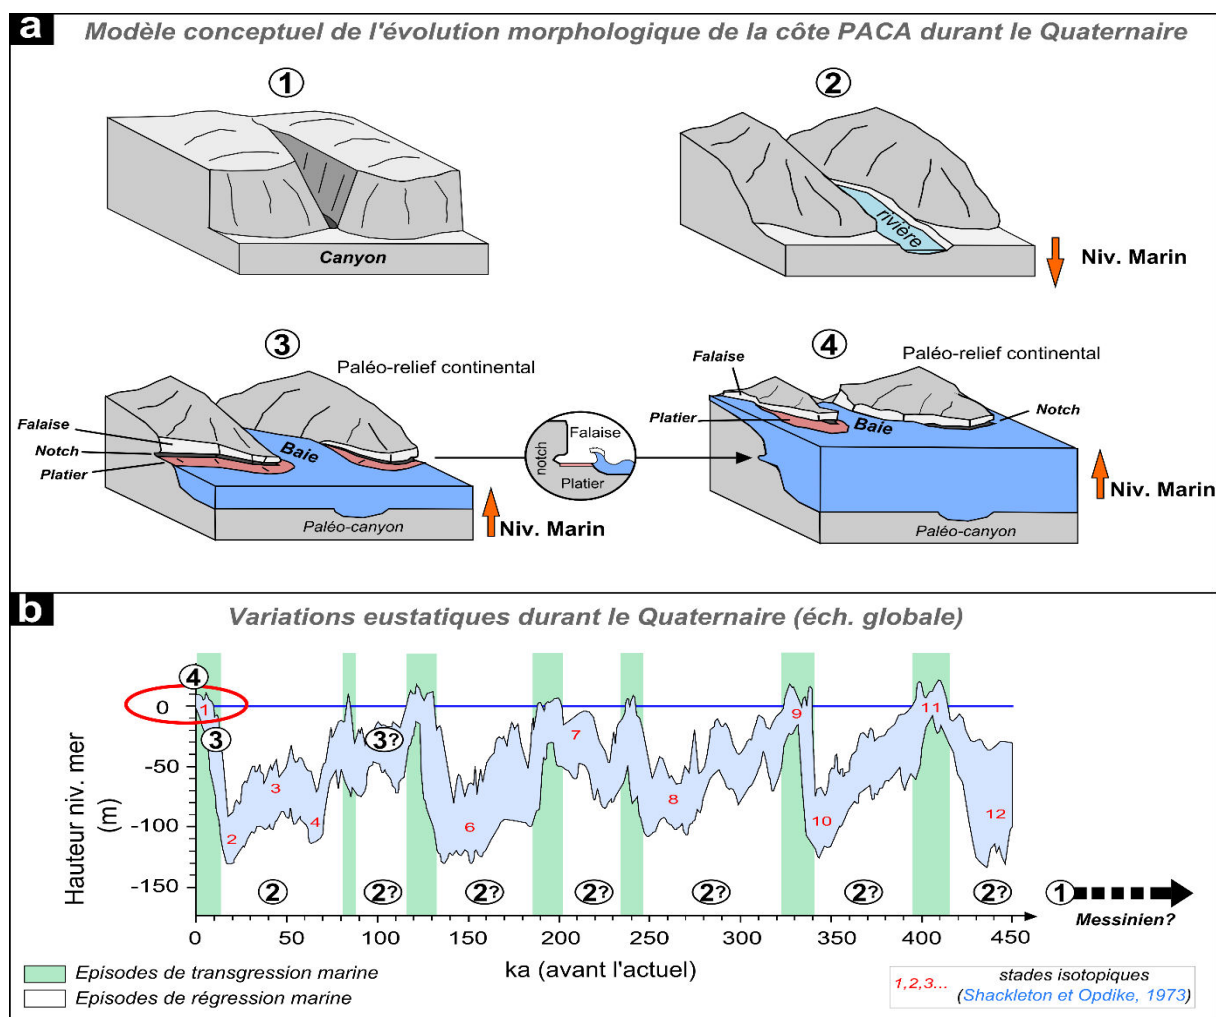 a
Modèle conceptuel de l'évolution morphologique de la côte PACA durant le Quaternaire
1
Canyon
2
rivière
Niv. Marin
3
Paléo-relief continental
Falaise
Notch
Platier
Baie
Paléo-canyon
Niv. Marin
notch
Falaise
Platier
4
Paléo-relief continental
Falaise
Platier
Baie
Notch
Paléo-canyon
Niv. Marin
b
Variations eustatiques durant le Quaternaire (éch. globale)
Hauteur niv. mer
(m)
0
-50
-100
-150
4
3
3?
1
2
3
4
6
7
8
9
10
11
12
2
2?
2?
2?
2?
2?
2?
1
Messinien?
0 50 100 150 200 250 300 350 400 450
ka (avant l'actuel)
Episodes de transgression marine
Episodes de régression marine
1,2,3... stades isotopiques
(Shackleton et Opdike, 1973)